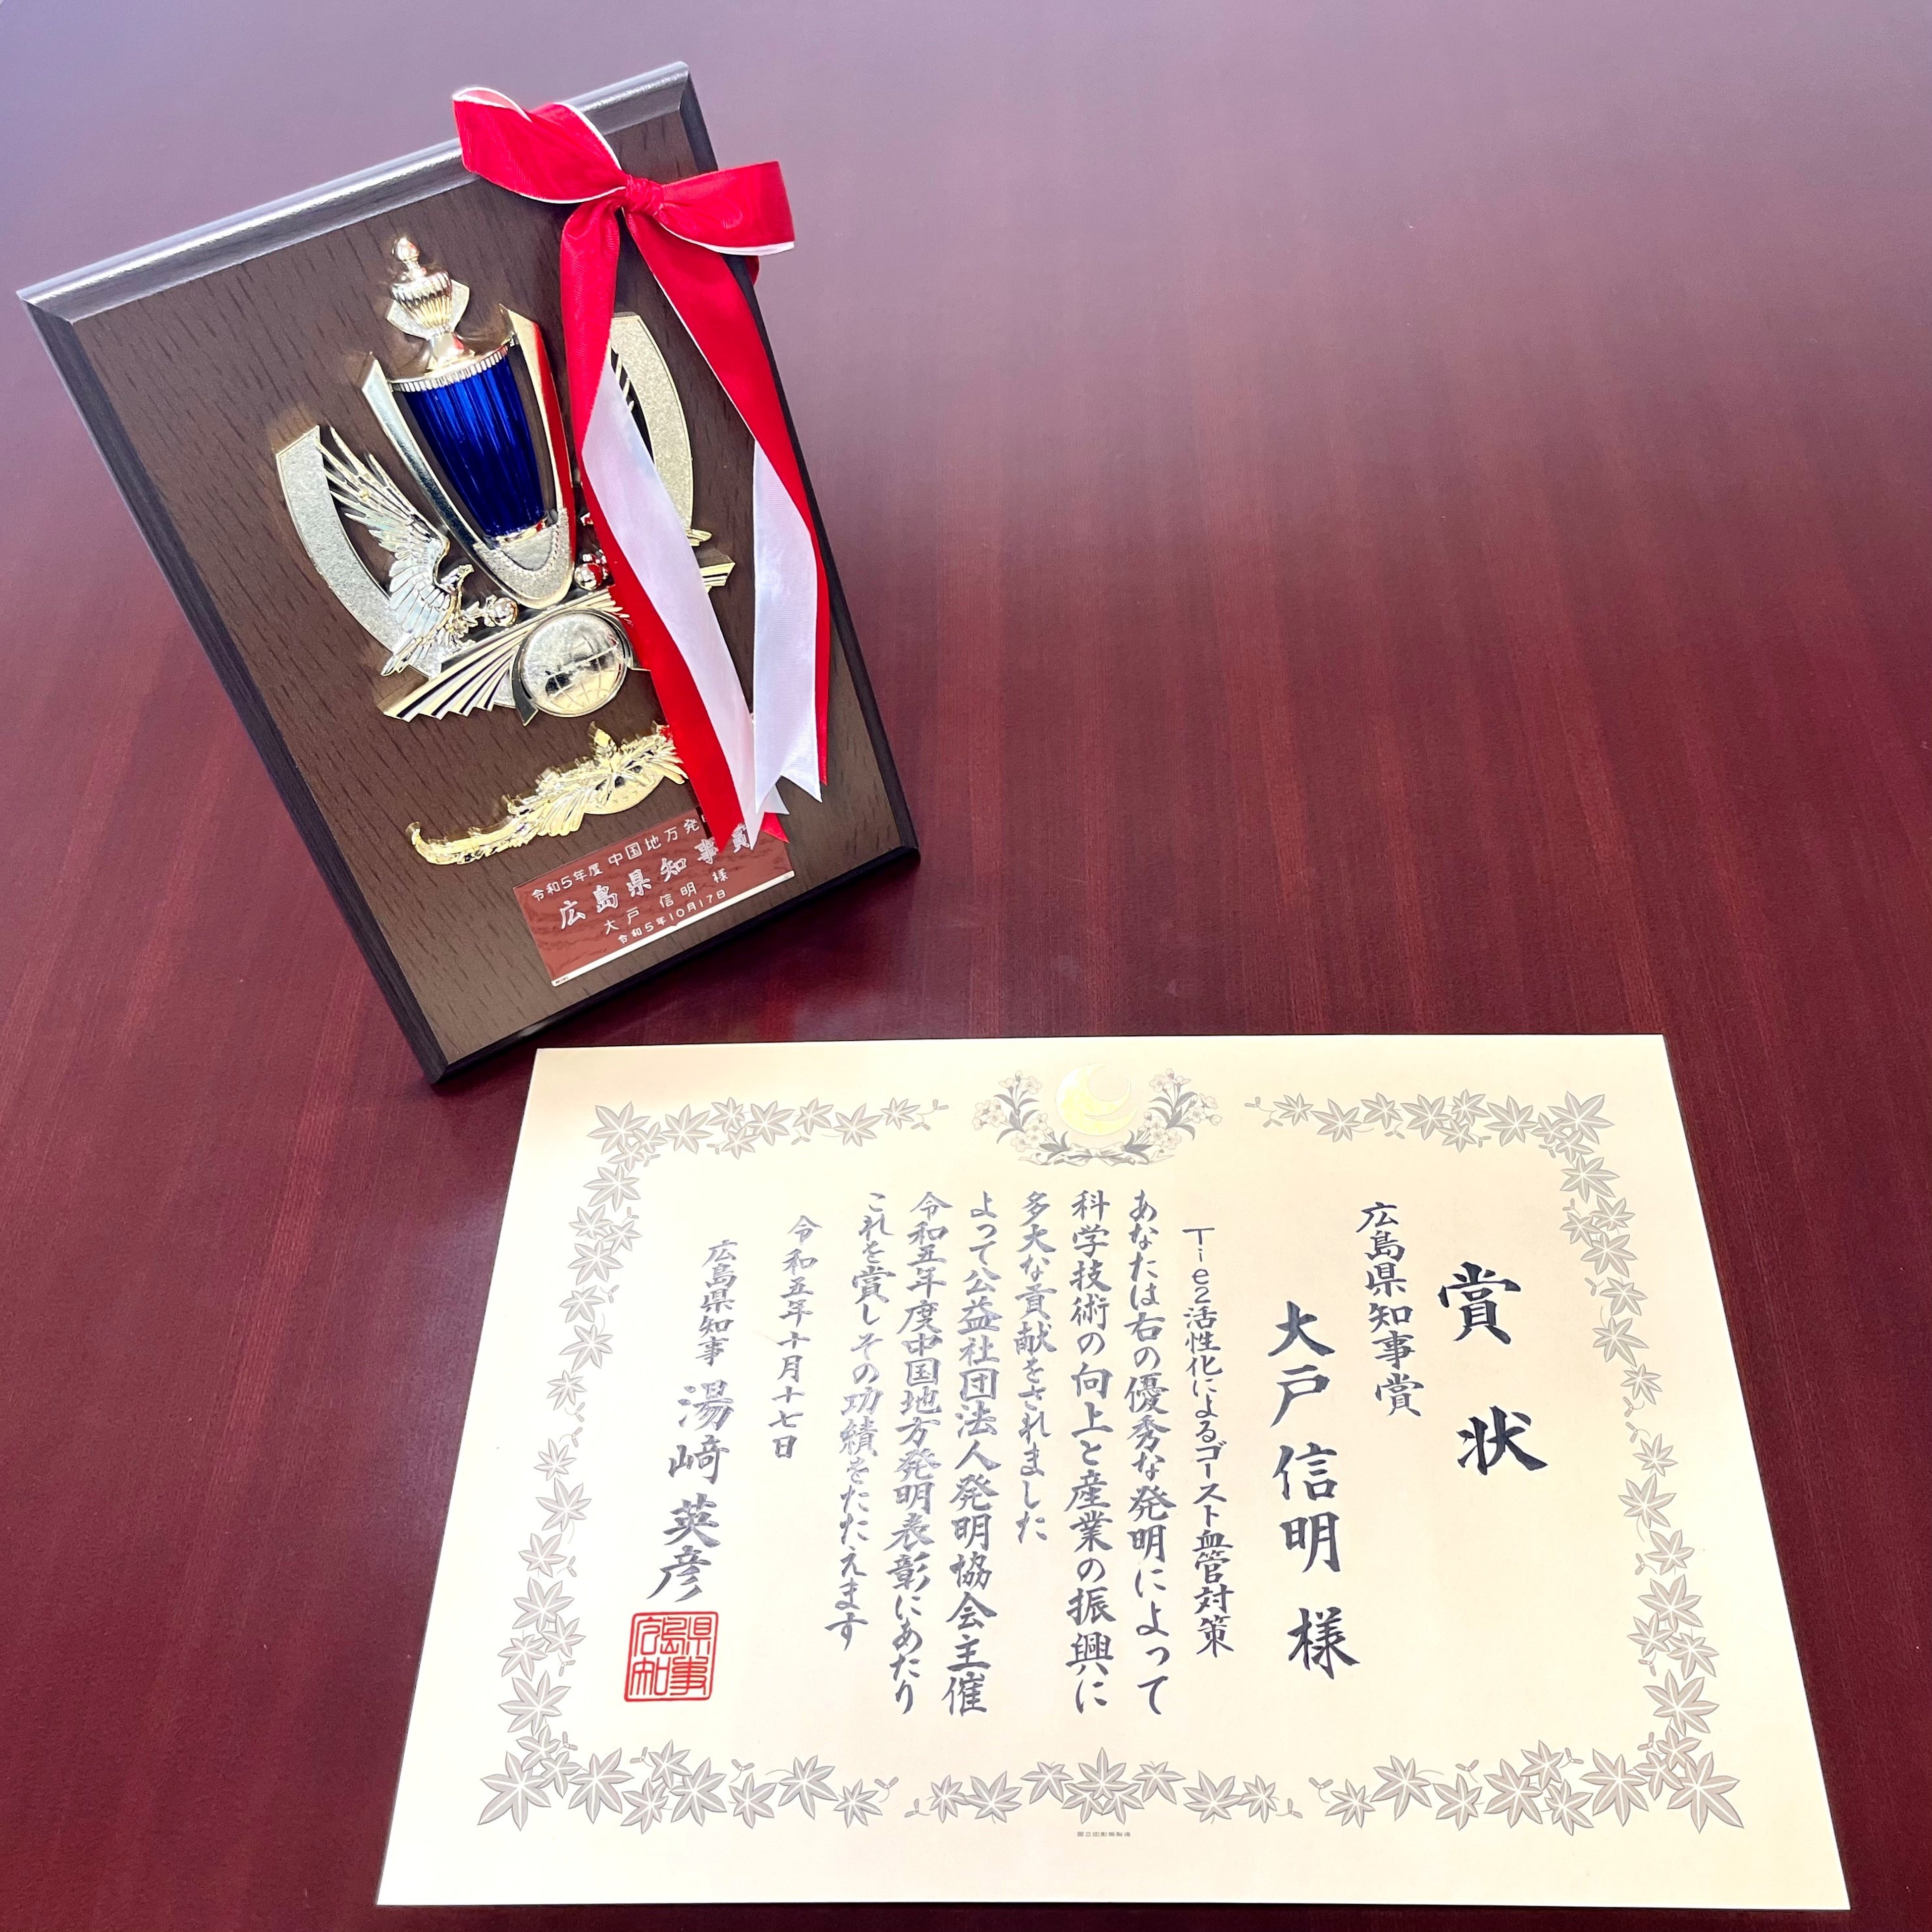 令和5年度 中国地方発
広島県知事賞
大戸 信明 様
令和5年10月17日
賞状
広島県知事賞
大戸信明様
Tie2活性化によるゴースト血管対策
あなたは右の優秀な発明によって
科学技術の向上と産業の振興に
多大な貢献をされました
よって公益社団法人発明協会主催
令和五年度中国地方発明表彰にあたり
これを賞しその功績をたたえます
令和五年十月十七日
広島県知事 湯﨑英彦
広島県知事
国立印刷局製造